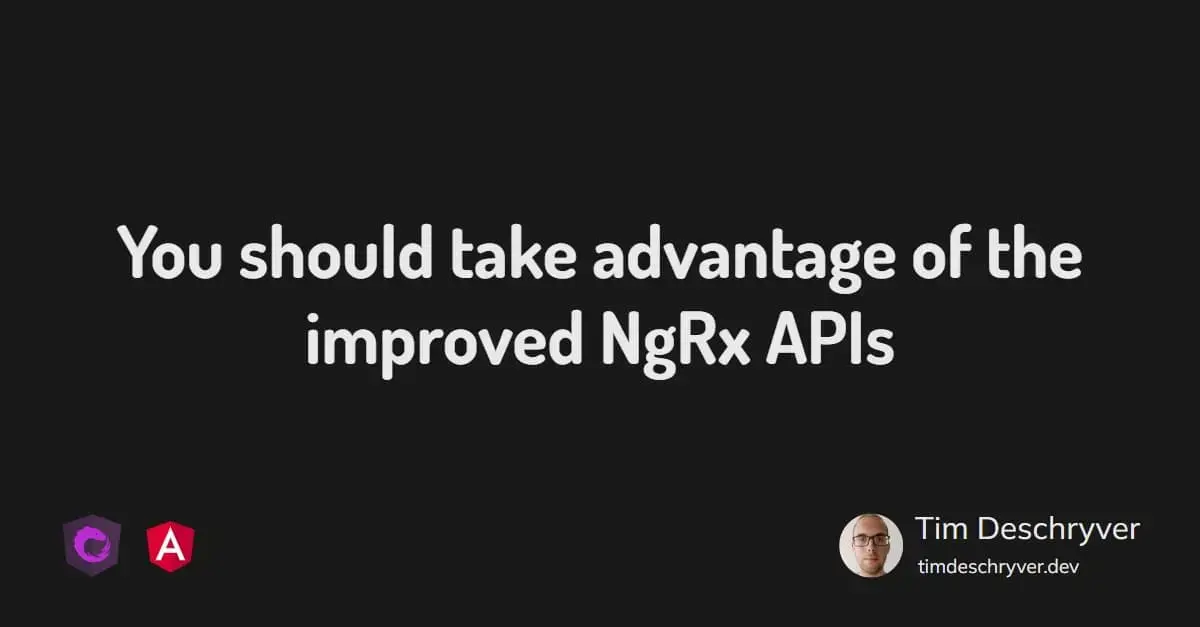 You should take advantage of the
improved NgRx APIs
A
Tim Deschryver
timdeschryver.dev